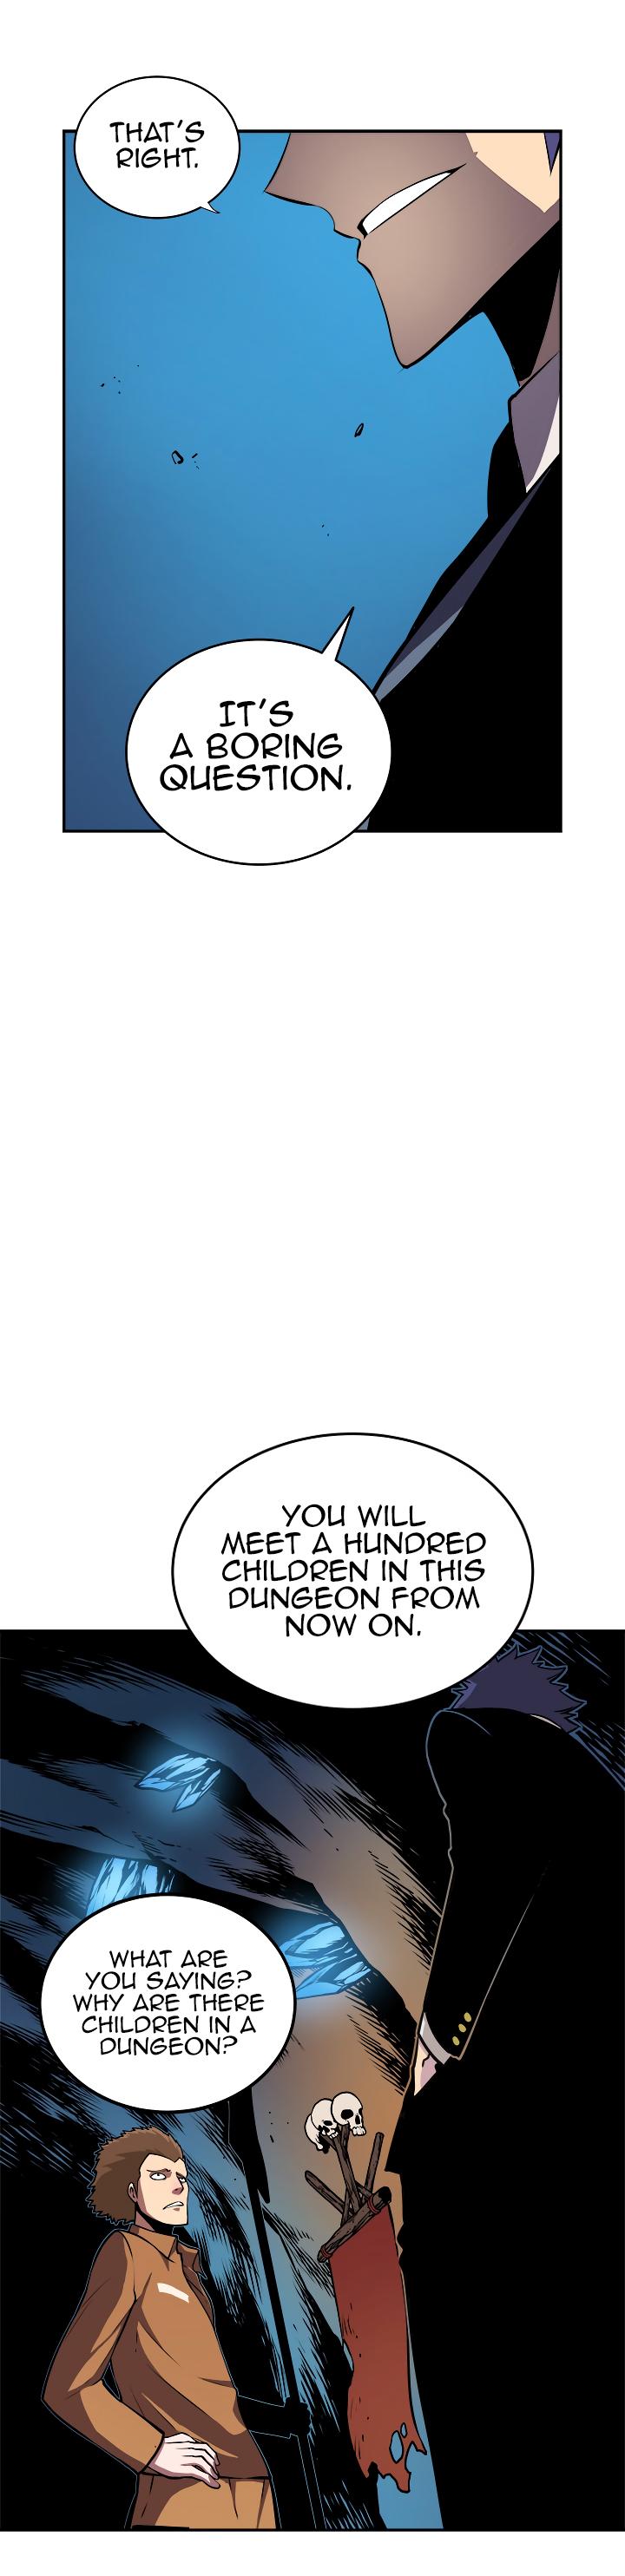 THAT'S
RIGHT.
IT'S
A BORING
QUESTION.
YOU WILL
MEET A HUNDRED
CHILDREN IN THIS
DUNGEON FROM
NOW ON.
WHAT ARE
YOU SAYING?
WHY ARE THERE
CHILDREN IN A
DUNGEON?